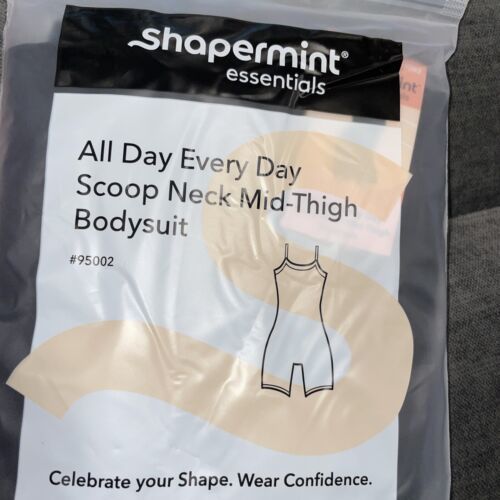 shapermint®
essentials
All Day Every Day
Scoop Neck Mid-Thigh
Bodysuit
#95002
Celebrate your Shape. Wear Confidence.